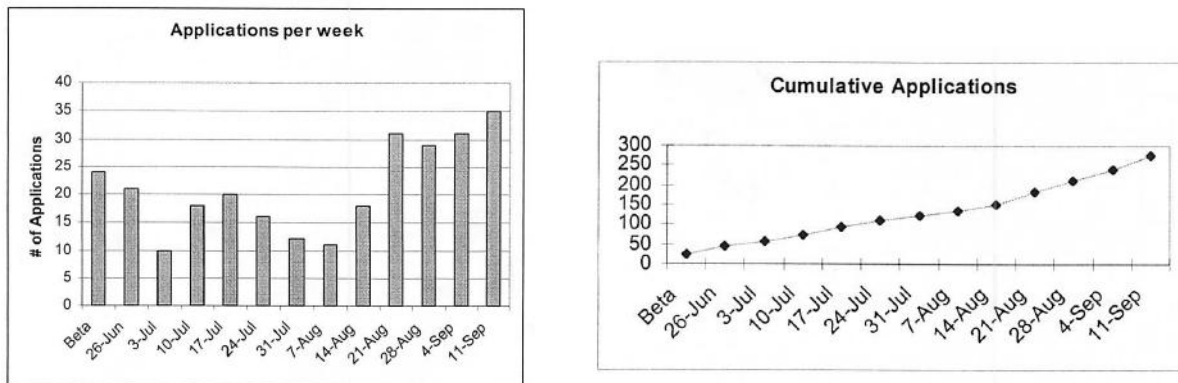 Applications per week
# of Applications
40
35
30
25
20
15
10
5
0
Beta
26-Jun
3-Jul
10-Jul
17-Jul
24-Jul
31-Jul
7-Aug
14-Aug
21-Aug
28-Aug
4-Sep
11-Sep
Cumulative Applications
300
250
200
150
100
50
0
Beta
26-Jun
3-Jul
10-Jul
17-Jul
24-Jul
31-Jul
7-Aug
14-Aug
21-Aug
28-Aug
4-Sep
11-Sep